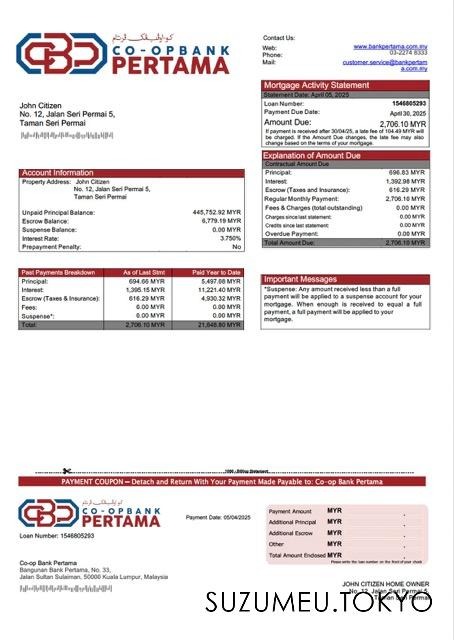 Contact Us:
Web: www.bankpertama.com.my
Phone: 03-2274 8333
Mail: customer.service@bankpertam
a.com.my
CO-OPBANK
PERTAMA
John Citizen
No. 12, Jalan Seri Permai 5,
Taman Seri Permai
Mortgage Activity Statement
Statement Date: April 05, 2025
Loan Number: 1546805293
Payment Due Date: April 30, 2025
Amount Due: 2,706.10 MYR
If payment is received after 30/04/25, a late fee of 104.49 MYR will
be charged. If the Amount Due changes, the late fee may also
change based on the terms of your mortgage.
Explanation of Amount Due
Contractual Amount Due
Principal: 696.83 MYR
Interest: 1,392.98 MYR
Escrow (Taxes and Insurance): 616.29 MYR
Regular Monthly Payment: 2,706.10 MYR
Fees & Charges (total outstanding) 0.00 MYR
Charges since last statement: 0.00 MYR
Credits since last statement: 0.00 MYR
Overdue Payment: 0.00 MYR
Total Amount Due: 2,706.10 MYR
Account Information
Property Address: John Citizen
No. 12, Jalan Seri Permai 5,
Taman Seri Permai
Unpaid Principal Balance: 445,752.92 MYR
Escrow Balance: 6,779.19 MYR
Suspense Balance: 0.00 MYR
Interest Rate: 3.750%
Prepayment Penalty: No
Past Payments Breakdown As of Last Stmt Paid Year to Date
Principal: 694.66 MYR 5,497.08 MYR
Interest: 1,395.15 MYR 11,221.40 MYR
Escrow (Taxes & Insurance): 616.29 MYR 4,930.32 MYR
Fees: 0.00 MYR 0.00 MYR
Suspense*: 0.00 MYR 0.00 MYR
Total: 2,706.10 MYR 21,648.80 MYR
Important Messages
*Suspense: Any amount received less than a full
payment will be applied to a suspense account for your
mortgage. When enough is received to equal a full
payment, a full payment will be applied to your
mortgage.
PAYMENT COUPON – Detach and Return With Your Payment Made Payable to: Co-op Bank Pertama
CO-OPBANK
PERTAMA
Loan Number: 1546805293
Payment Date: 05/04/2025
Payment Amount MYR
Additional Principal MYR
Additional Escrow MYR
Other MYR
Total Amount Enclosed MYR
Please write the loan number on the front of your check
Co-op Bank Pertama
Bangunan Bank Pertama, No. 33,
Jalan Sultan Sulaiman, 50000 Kuala Lumpur, Malaysia
JOHN CITIZEN HOME OWNER
No. 12, Jalan Seri Permai 5,
Taman Seri Permai
SUZUMEU.TOKYO